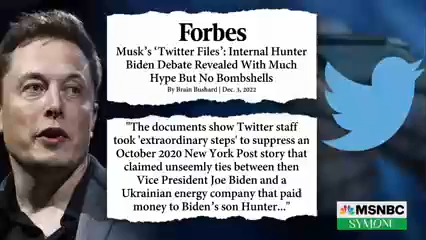 Forbes
Musk's 'Twitter Files': Internal Hunter
Biden Debate Revealed With Much
Hype But No Bombshells
By Brain Bushard | Dec. 3, 2022
"'The documents show Twitter staff
took 'extraordinary steps' to suppress an
October 2020 New York Post story that
claimed unseemly ties between then
Vice President Joe Biden and a
Ukrainian energy company that paid
money to Biden's son Hunter..."
MSNBC
SYMONE